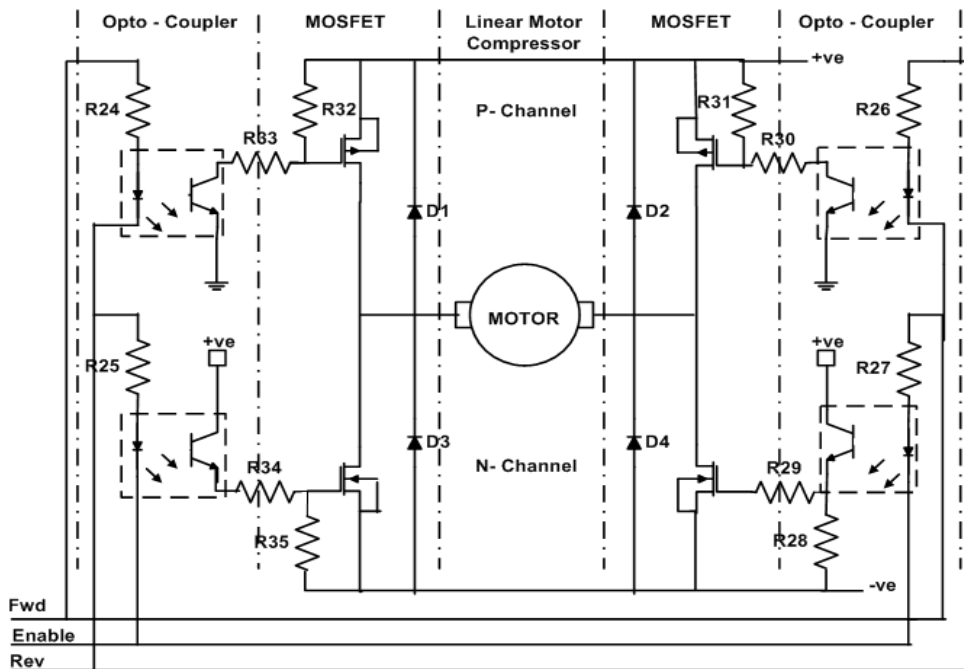 Opto - Coupler
MOSFET
Linear Motor
Compressor
MOSFET
Opto - Coupler
+ve
R24
R32
R31
R26
P- Channel
R33
R30
D1
D2
MOTOR
+ve
+ve
R25
R27
D3
D4
R34
N- Channel
R29
R35
R28
-ve
Fwd
Enable
Rev